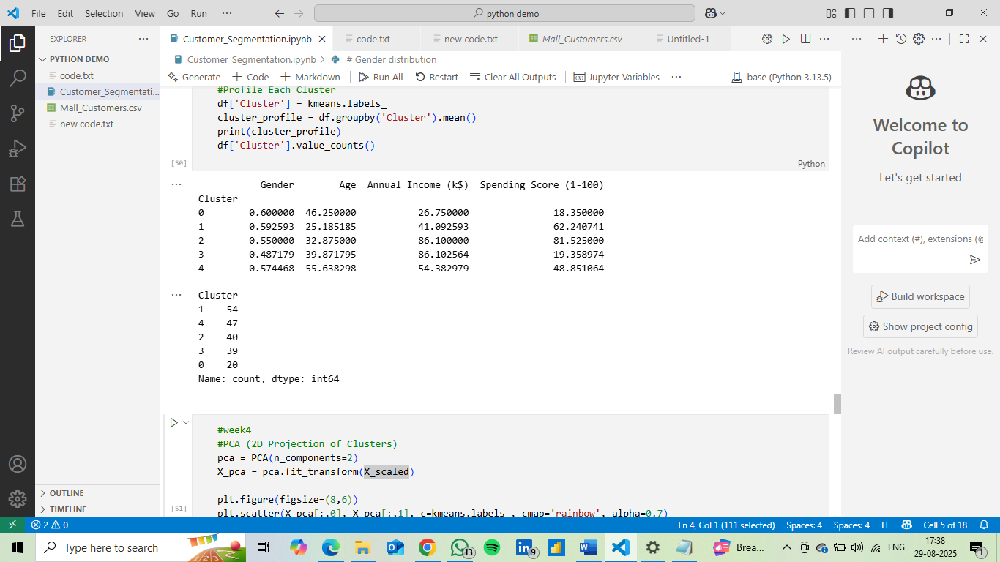 File Edit Selection View Go Run ··· python demo
EXPLORER ···
PYTHON DEMO
code.txt
Customer_Segmentati...
Mall_Customers.csv
new code.txt
OUTLINE
TIMELINE
Customer_Segmentation.ipynb code.txt new code.txt Mall_Customers.csv Untitled-1
Customer_Segmentation.ipynb > # Gender distribution
Generate + Code + Markdown Run All Restart Clear All Outputs Jupyter Variables ··· base (Python 3.13.5)
#Profile Each Cluster
df['Cluster'] = kmeans.labels_
cluster_profile = df.groupby('Cluster').mean()
print(cluster_profile)
df['Cluster'].value_counts()
[50] Python
Gender Age Annual Income (k$) Spending Score (1-100)
Cluster
0 0.600000 46.250000 26.750000 18.350000
1 0.592593 25.185185 41.092593 62.240741
2 0.550000 32.875000 86.100000 81.525000
3 0.487179 39.871795 86.102564 19.358974
4 0.574468 55.638298 54.382979 48.851064
Cluster
1 54
4 47
2 40
3 39
0 20
Name: count, dtype: int64
#week4
#PCA (2D Projection of Clusters)
pca = PCA(n_components=2)
X_pca = pca.fit_transform(X_scaled)
plt.figure(figsize=(8,6))
[51]
plt.scatter(X_pca[:,0], X_pca[:,1], c=kmeans.labels_, cmap='rainbow', alpha=0.7)
Welcome to
Copilot
Let's get started
Add context (#), extensions (@
Build workspace
Show project config
Review AI output carefully before use.
2 0 Ln 4, Col 1 (111 selected) Spaces: 4 Spaces: 4 LF Cell 5 of 18
Type here to search 13 9 Brea... ENG 17:38
29-08-2025 1